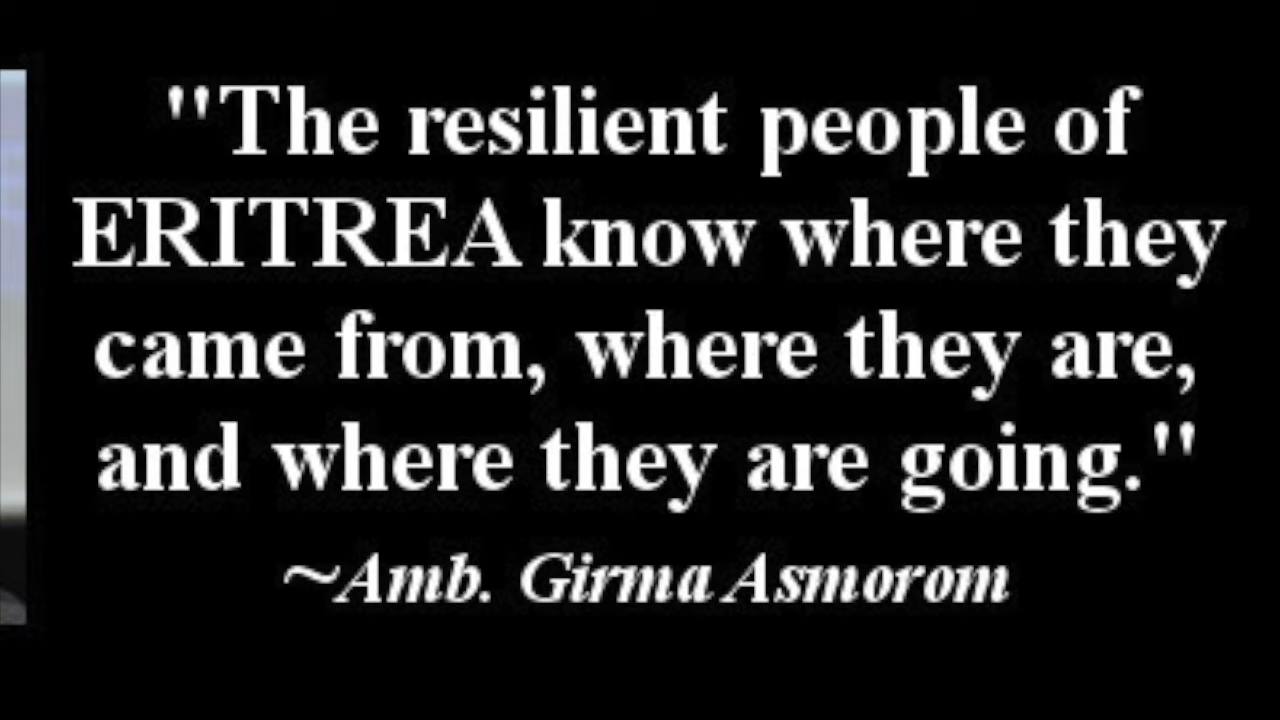 "The resilient people of
ERITREA know where they
came from, where they are,
and where they are going."
~Amb. Girma Asmorom